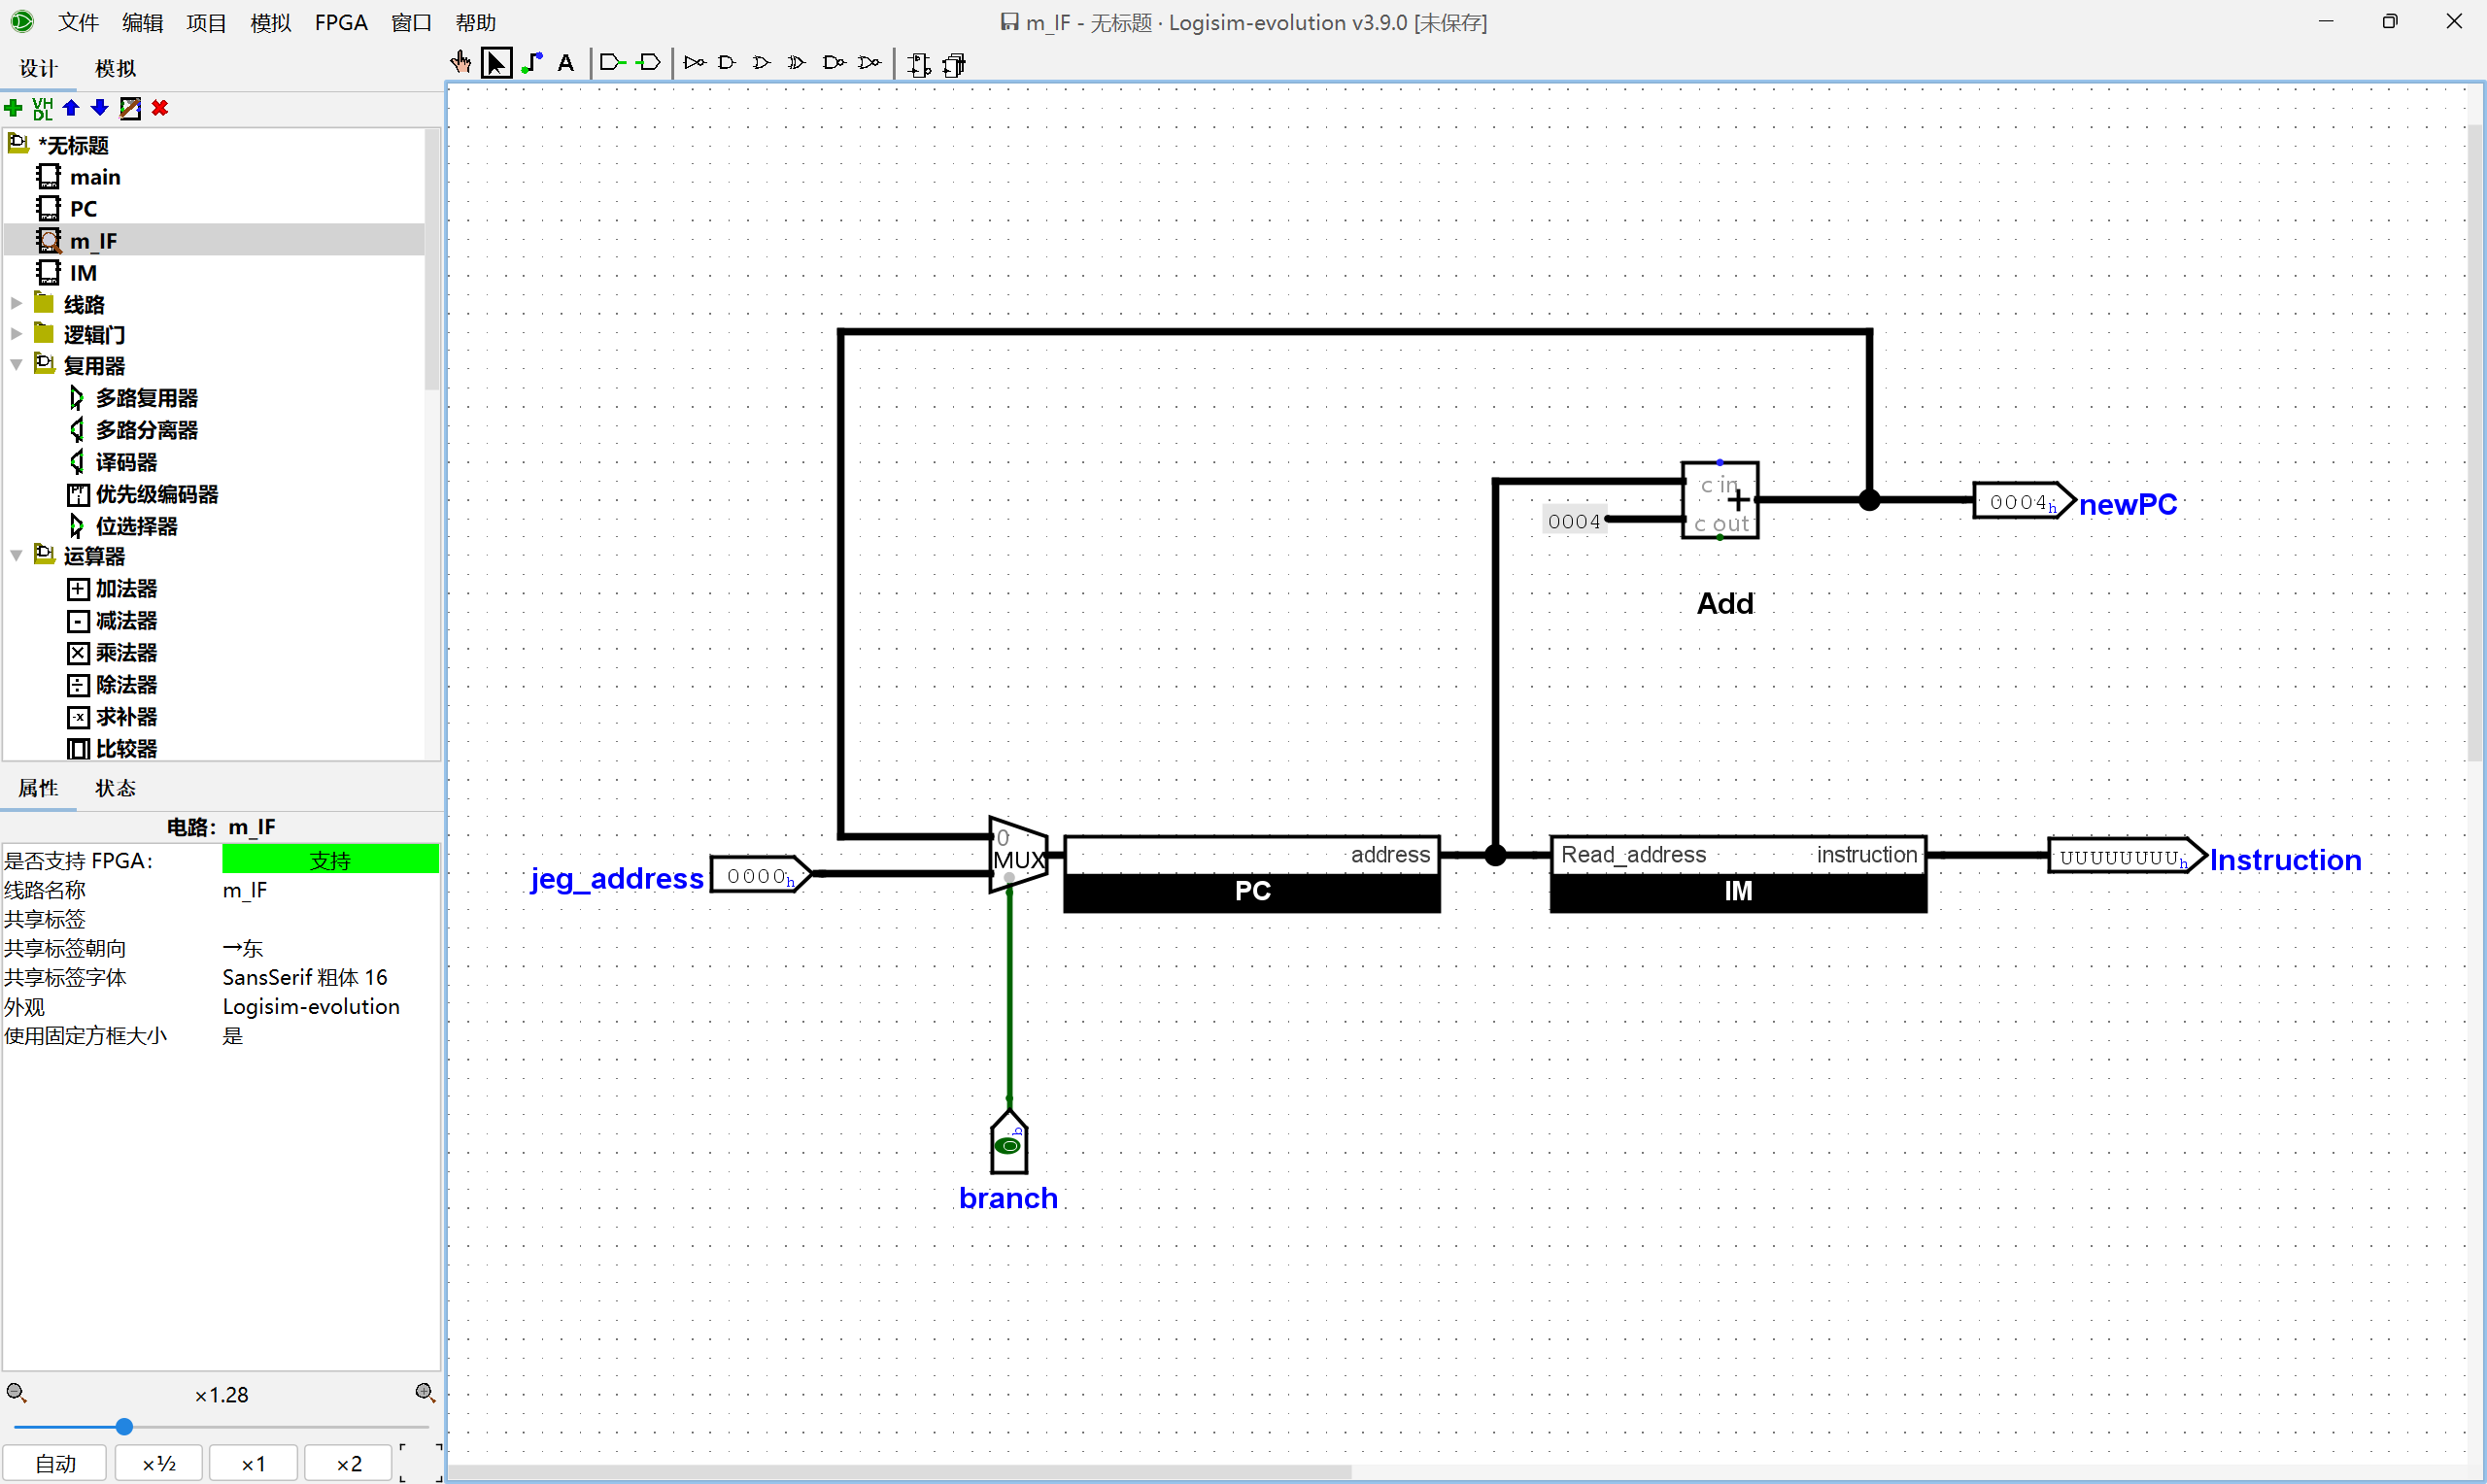 文件 编辑 项目 模拟 FPGA 窗口 帮助
m_IF - 无标题 · Logisim-evolution v3.9.0 [未保存]
设计 模拟
A
VHDL
*无标题
main
PC
m_IF
IM
线路
逻辑门
复用器
多路复用器
多路分离器
译码器
优先级编码器
位选择器
运算器
加法器
减法器
乘法器
除法器
求补器
比较器
属性 状态
电路：m_IF
是否支持 FPGA： 支持
线路名称 m_IF
共享标签
共享标签朝向 →东
共享标签字体 SansSerif 粗体 16
外观 Logisim-evolution
使用固定方框大小 是
×1.28
自动 ×½ ×1 ×2
c in
+
c out
0004
0004h newPC
Add
0
MUX
jeg_address 0000h
address
PC
Read_address instruction
IM
UUUUUUUUh Instruction
0b
branch